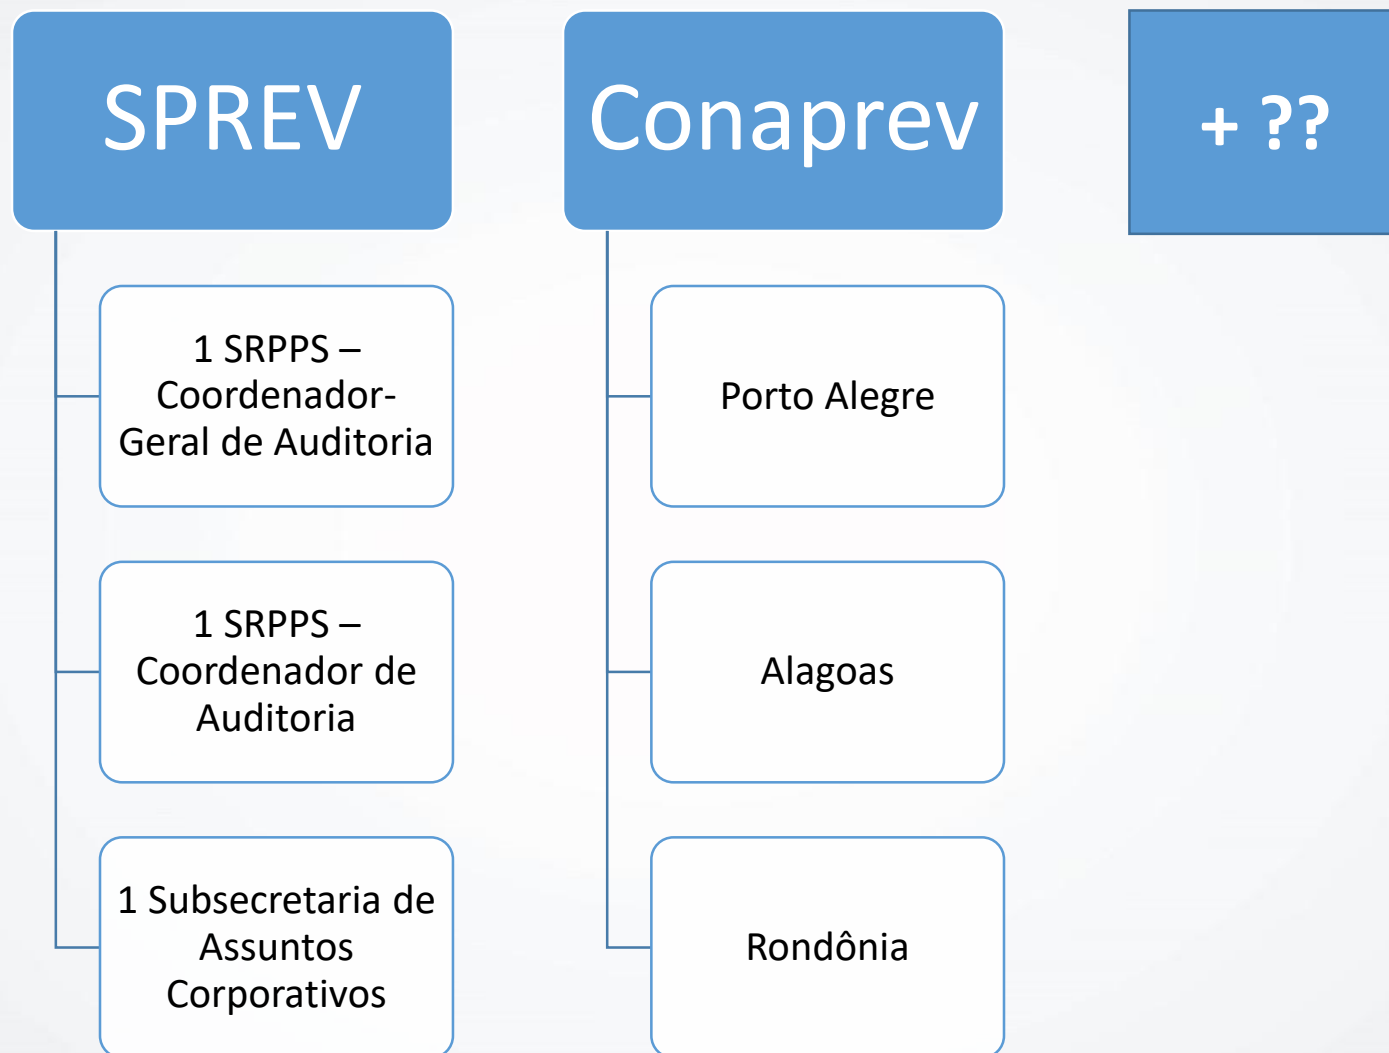 SPREV
1 SRPPS –
Coordenador-
Geral de Auditoria
1 SRPPS –
Coordenador de
Auditoria
1 Subsecretaria de
Assuntos
Corporativos
Conaprev
Porto Alegre
Alagoas
Rondônia
+ ??